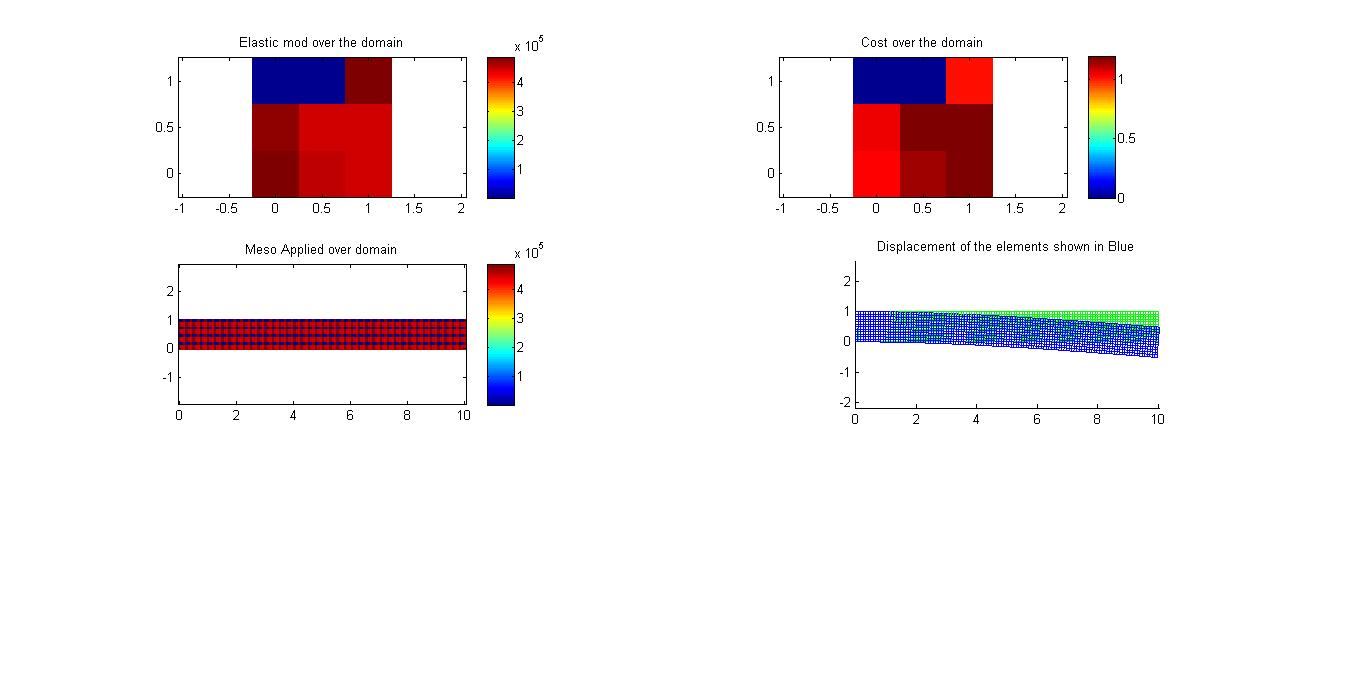 Elastic mod over the domain
x 10^5
1
0.5
0
-1 -0.5 0 0.5 1 1.5 2
4
3
2
1
Cost over the domain
1
0.5
0
-1 -0.5 0 0.5 1 1.5 2
1
0.5
0
Meso Applied over domain
x 10^5
2
1
0
-1
0 2 4 6 8 10
4
3
2
1
Displacement of the elements shown in Blue
2
1
0
-1
-2
0 2 4 6 8 10